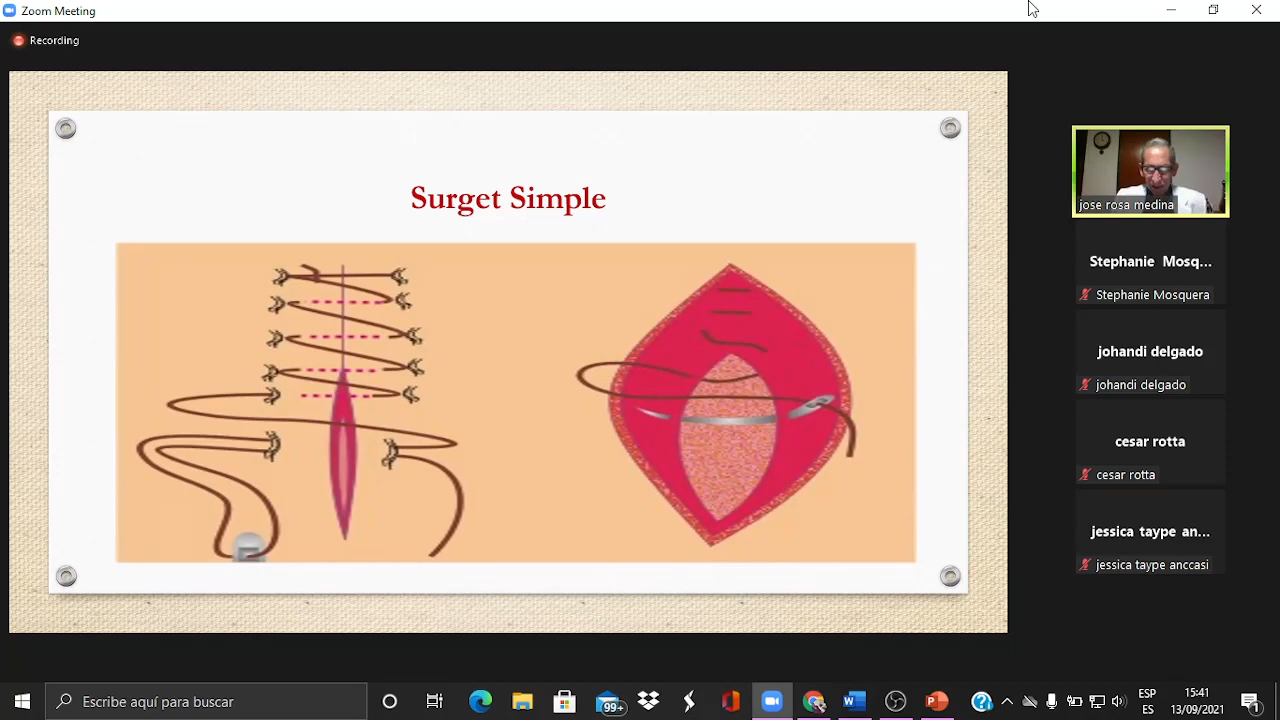 Zoom Meeting
Recording
Surget Simple
jose rosa medina
Stephanie Mosq...
Stephanie Mosquera
johandi delgado
johandi delgado
cesar rotta
cesar rotta
jessica taype an...
jessica taype anccasi
Escribe aquí para buscar
99+
ESP
ES
15:41
13/09/2021
1